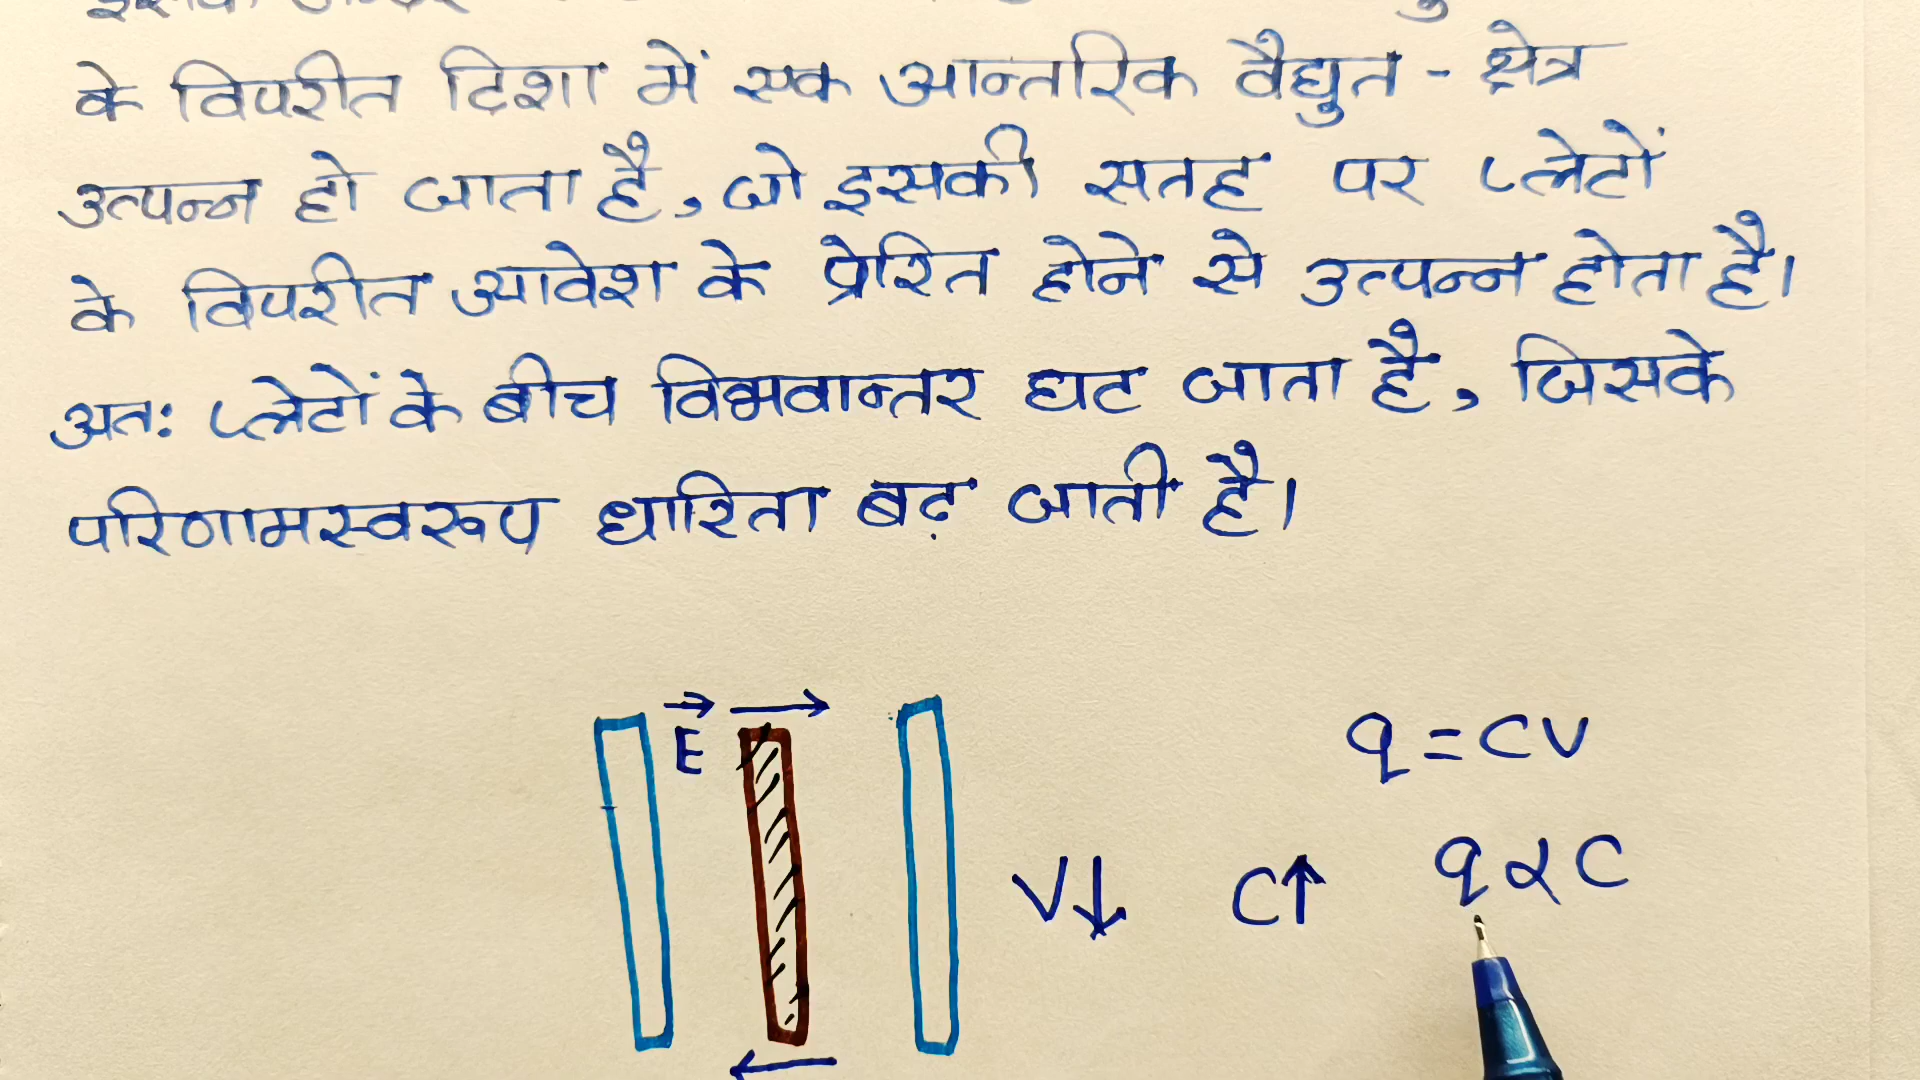 के विपरीत दिशा में एक आन्तरिक वैद्युत - क्षेत्र
उत्पन्न हो जाता है, जो इसकी सतह पर प्लेटों
के विपरीत आवेश के प्रेरित होने से उत्पन्न होता है।
अतः प्लेटों के बीच विभवान्तर घट जाता है, जिसके
परिणामस्वरूप धारिता बढ़ जाती है।
→
E →
q = CV
V↓ C↑ q α C
←